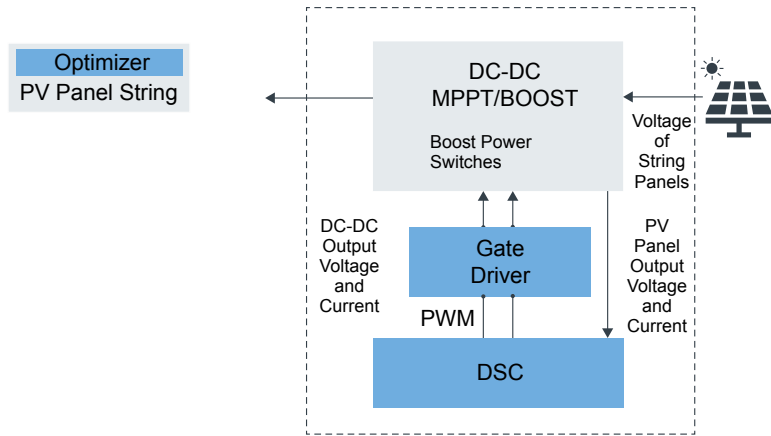 Optimizer
PV Panel String
DC-DC
MPPT/BOOST
Boost Power
Switches
Voltage
of
String
Panels
DC-DC
Output
Voltage
and
Current
Gate
Driver
PV
Panel
Output
Voltage
and
Current
PWM
DSC